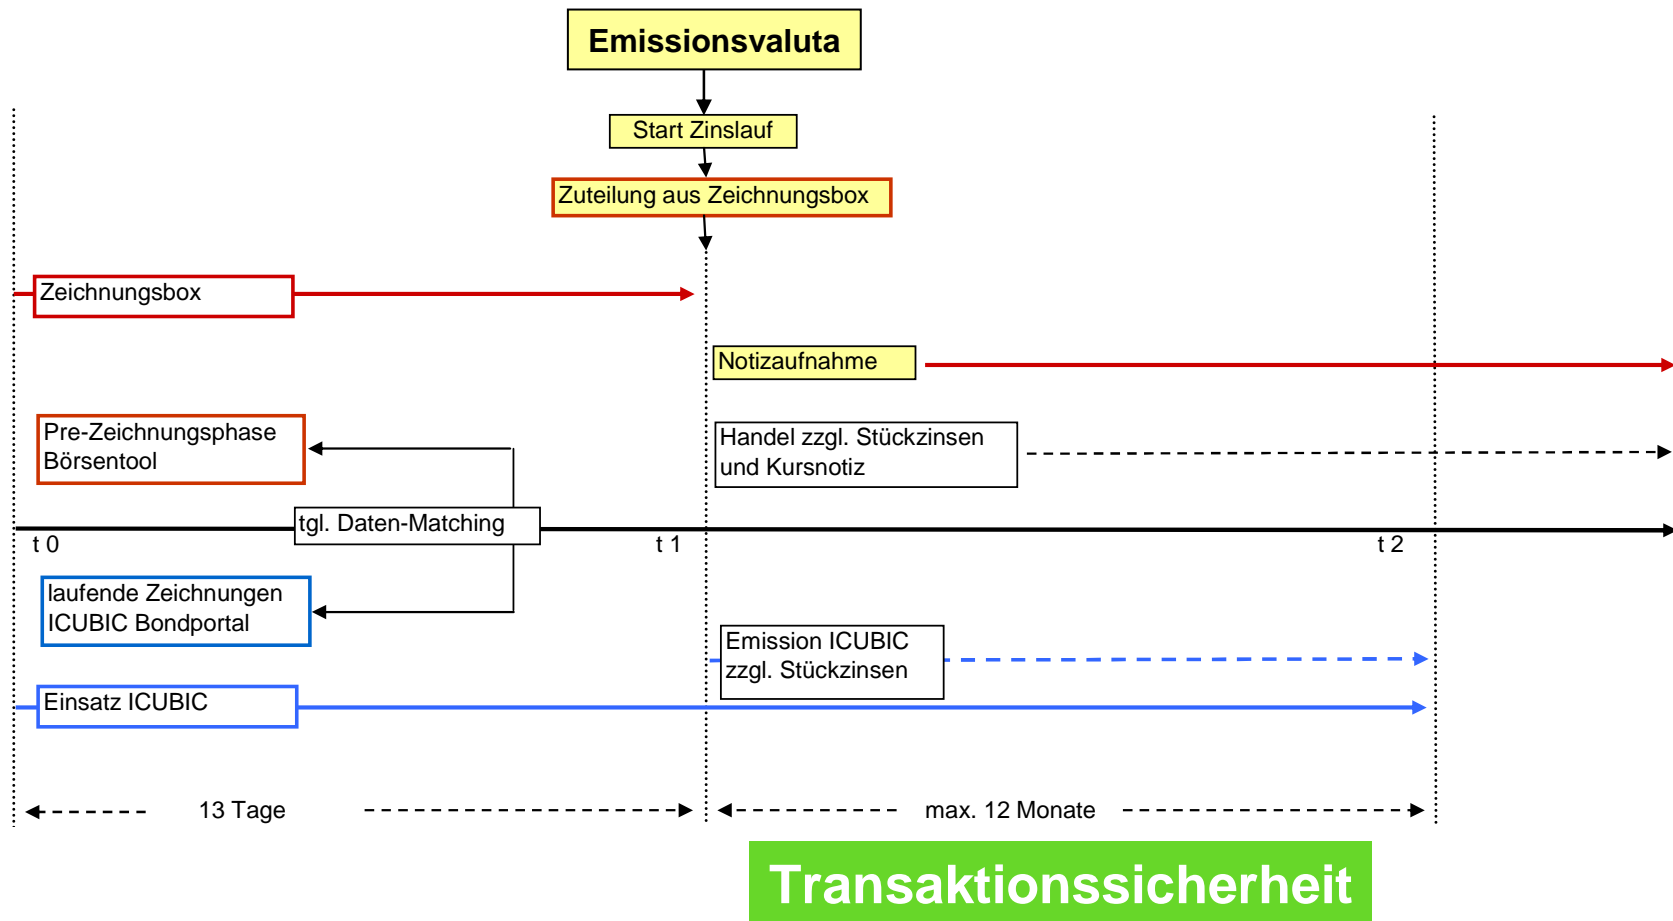 Emissionsvaluta
Start Zinslauf
Zuteilung aus Zeichnungsbox
Zeichnungsbox
Notizaufnahme
Pre-Zeichnungsphase
Börsentool
Handel zzgl. Stückzinsen
und Kursnotiz
tgl. Daten-Matching
t 0
t 1
t 2
laufende Zeichnungen
ICUBIC Bondportal
Emission ICUBIC
zzgl. Stückzinsen
Einsatz ICUBIC
13 Tage
max. 12 Monate
Transaktionssicherheit